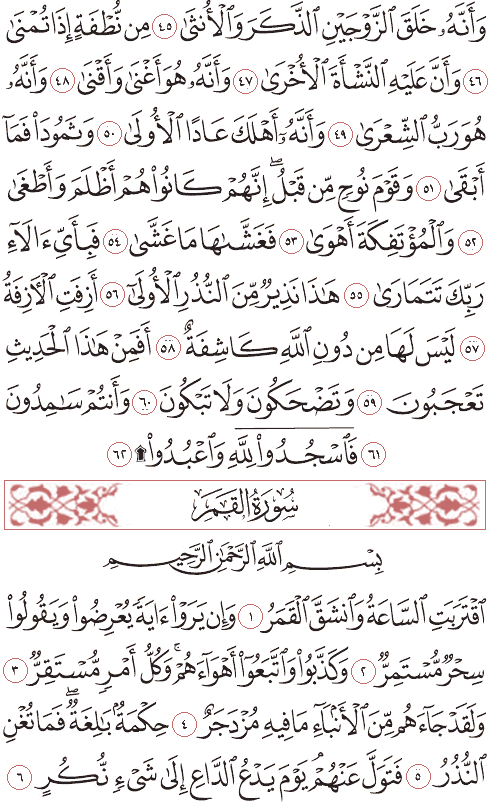 وَأَنَّهُۥ خَلَقَ ٱلزَّوْجَيْنِ ٱلذَّكَرَ وَٱلْأُنثَىٰ ٤٥ مِن نُّطْفَةٍ إِذَا تُمْنَىٰ
٤٦ وَأَنَّ عَلَيْهِ ٱلنَّشْأَةَ ٱلْأُخْرَىٰ ٤٧ وَأَنَّهُۥ هُوَ أَغْنَىٰ وَأَقْنَىٰ ٤٨ وَأَنَّهُۥ
هُوَ رَبُّ ٱلشِّعْرَىٰ ٤٩ وَأَنَّهُۥٓ أَهْلَكَ عَادًا ٱلْأُولَىٰ ٥٠ وَثَمُودَا۟ فَمَآ
أَبْقَىٰ ٥١ وَقَوْمَ نُوحٍ مِّن قَبْلُ ۖ إِنَّهُمْ كَانُوا۟ هُمْ أَظْلَمَ وَأَطْغَىٰ
٥٢ وَٱلْمُؤْتَفِكَةَ أَهْوَىٰ ٥٣ فَغَشَّىٰهَا مَا غَشَّىٰ ٥٤ فَبِأَىِّ ءَالَآءِ
رَبِّكَ تَتَمَارَىٰ ٥٥ هَٰذَا نَذِيرٌ مِّنَ ٱلنُّذُرِ ٱلْأُولَىٰٓ ٥٦ أَزِفَتِ ٱلْءَازِفَةُ
٥٧ لَيْسَ لَهَا مِن دُونِ ٱللَّهِ كَاشِفَةٌ ٥٨ أَفَمِنْ هَٰذَا ٱلْحَدِيثِ
تَعْجَبُونَ ٥٩ وَتَضْحَكُونَ وَلَا تَبْكُونَ ٦٠ وَأَنتُمْ سَٰمِدُونَ
٦١ فَٱسْجُدُوا۟ لِلَّهِ وَٱعْبُدُوا۟ ٦٢
سُورَةُ القَمَرِ
بِسْمِ ٱللَّهِ ٱلرَّحْمَٰنِ ٱلرَّحِيمِ
ٱقْتَرَبَتِ ٱلسَّاعَةُ وَٱنشَقَّ ٱلْقَمَرُ ١ وَإِن يَرَوْا۟ ءَايَةً يُعْرِضُوا۟ وَيَقُولُوا۟
سِحْرٌ مُّسْتَمِرٌّ ٢ وَكَذَّبُوا۟ وَٱتَّبَعُوٓا۟ أَهْوَآءَهُمْ ۚ وَكُلُّ أَمْرٍ مُّسْتَقِرٌّ ٣
وَلَقَدْ جَآءَهُم مِّنَ ٱلْأَنۢبَآءِ مَا فِيهِ مُزْدَجَرٌ ٤ حِكْمَةٌۢ بَٰلِغَةٌ ۖ فَمَا تُغْنِ
ٱلنُّذُرُ ٥ فَتَوَلَّ عَنْهُمْ ۘ يَوْمَ يَدْعُ ٱلدَّاعِ إِلَىٰ شَىْءٍ نُّكُرٍ ٦